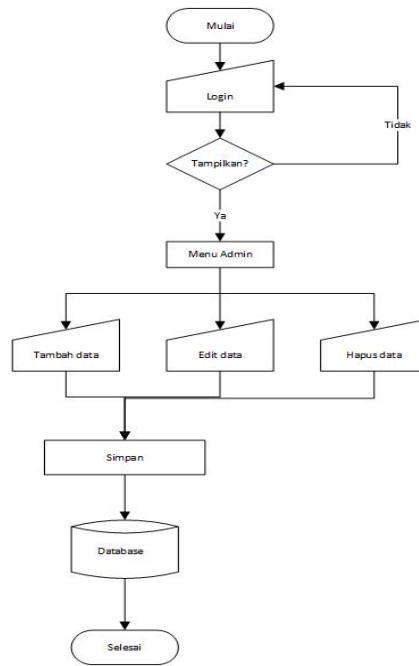 Mulai
Login
Tidak
Tampilkan?
Ya
Menu Admin
Tambah data
Edit data
Hapus data
Simpan
Database
Selesai